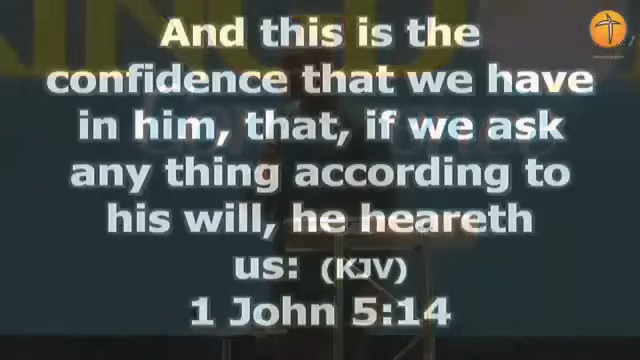 And this is the
confidence that we have
in him, that, if we ask
any thing according to
his will, he heareth
us: (KJV)
1 John 5:14